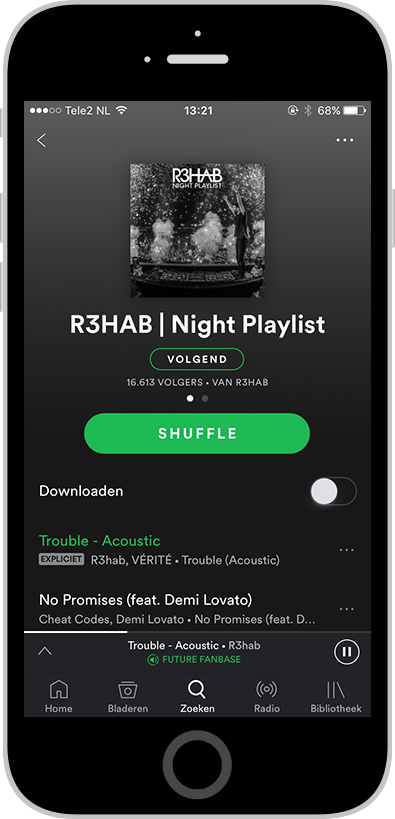 Tele2 NL 13:21 68%
R3HAB
NIGHT PLAYLIST
R3HAB | Night Playlist
VOLGEND
16.613 VOLGERS • VAN R3HAB
SHUFFLE
Downloaden
Trouble - Acoustic
EXPLICIET R3hab, VÉRITÉ • Trouble (Acoustic)
No Promises (feat. Demi Lovato)
Cheat Codes, Demi Lovato • No Promises (feat. D...
Trouble - Acoustic • R3hab
FUTURE FANBASE
Home Bladeren Zoeken Radio Bibliotheek